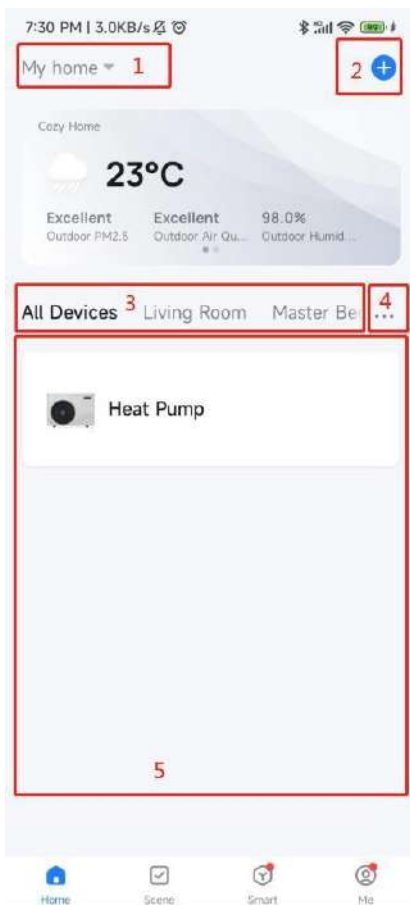 7:30 PM | 3.0KB/s
My home 1
2
Cozy Home
23°C
Excellent Excellent 98.0%
Outdoor PM2.5 Outdoor Air Qu... Outdoor Humid...
All Devices 3 Living Room Master Be 4 ...
Heat Pump
5
Home Scene Smart Me